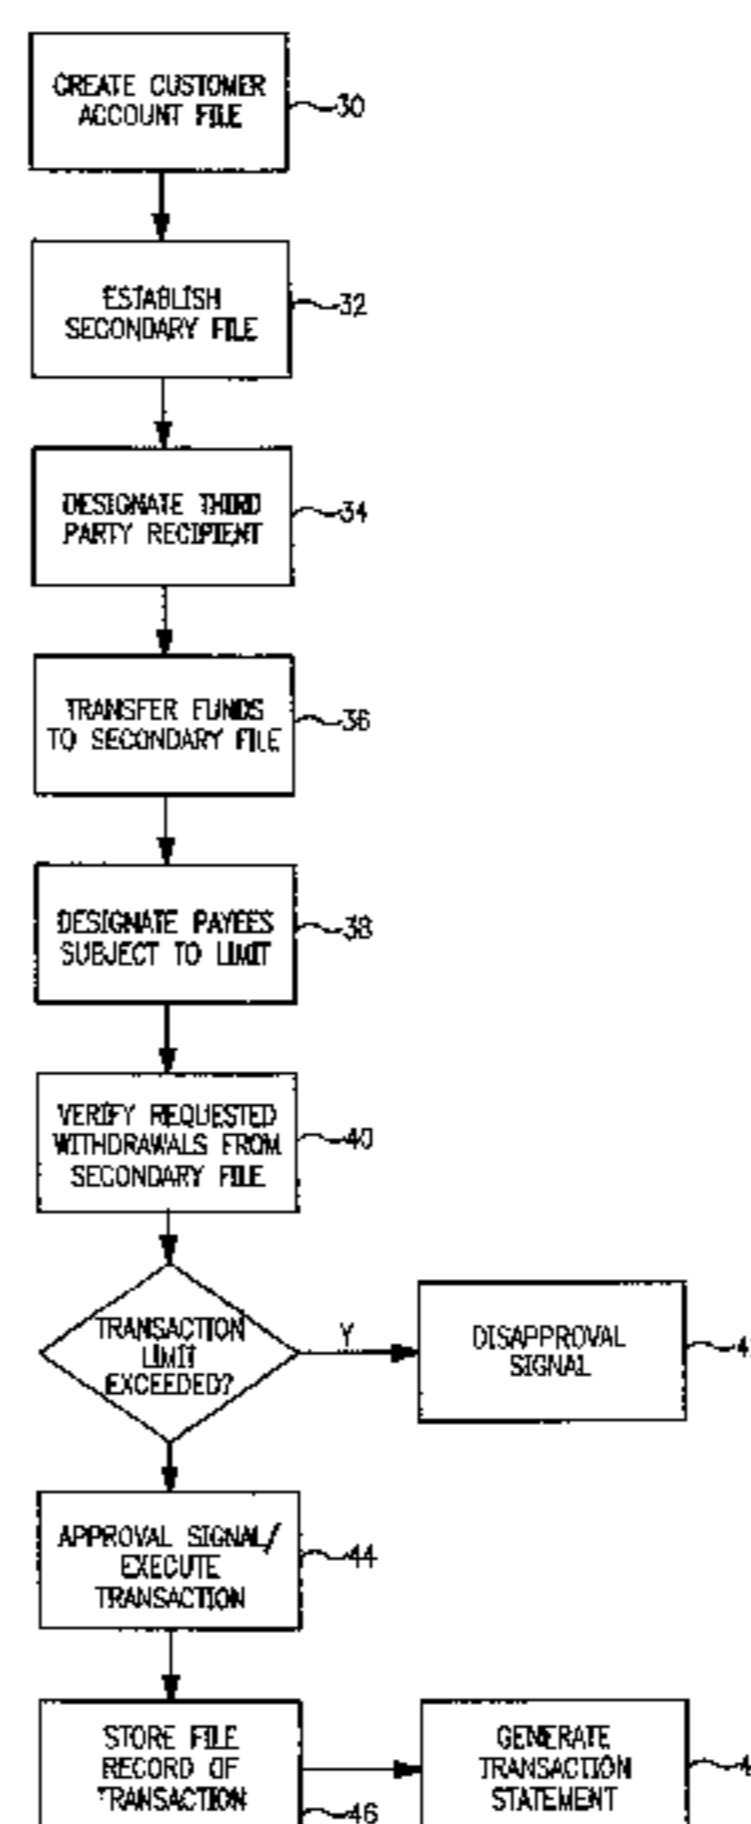 CREATE CUSTOMER
ACCOUNT FILE
30
ESTABLISH
SECONDARY FILE
32
DESIGNATE THIRD
PARTY RECIPIENT
34
TRANSFER FUNDS
TO SECONDARY FILE
36
DESIGNATE PAYEES
SUBJECT TO LIMIT
38
VERIFY REQUESTED
WITHDRAWALS FROM
SECONDARY FILE
40
TRANSACTION
LIMIT
EXCEEDED?
Y
DISAPPROVAL
SIGNAL
APPROVAL SIGNAL/
EXECUTE
TRANSACTION
44
STORE FILE
RECORD OF
TRANSACTION
46
GENERATE
TRANSACTION
STATEMENT